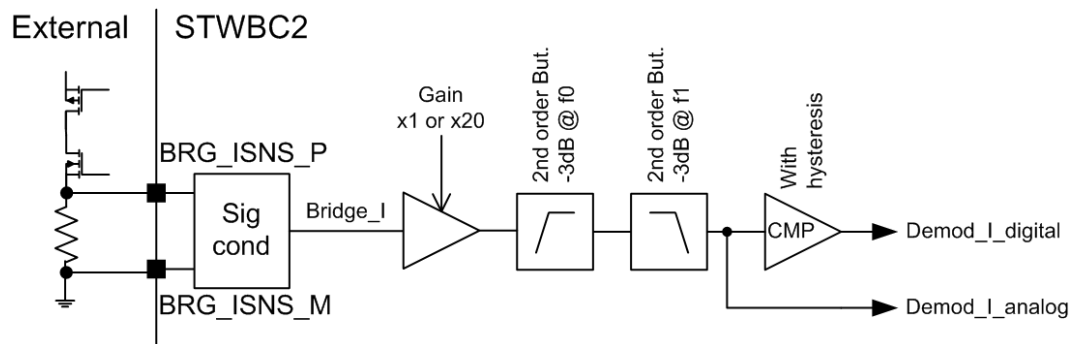 External
STWBC2
BRG_ISNS_P
Sig
cond
BRG_ISNS_M
Bridge_I
Gain
x1 or x20
2nd order But.
-3dB @ f0
2nd order But.
-3dB @ f1
With
hysteresis
CMP
Demod_I_digital
Demod_I_analog